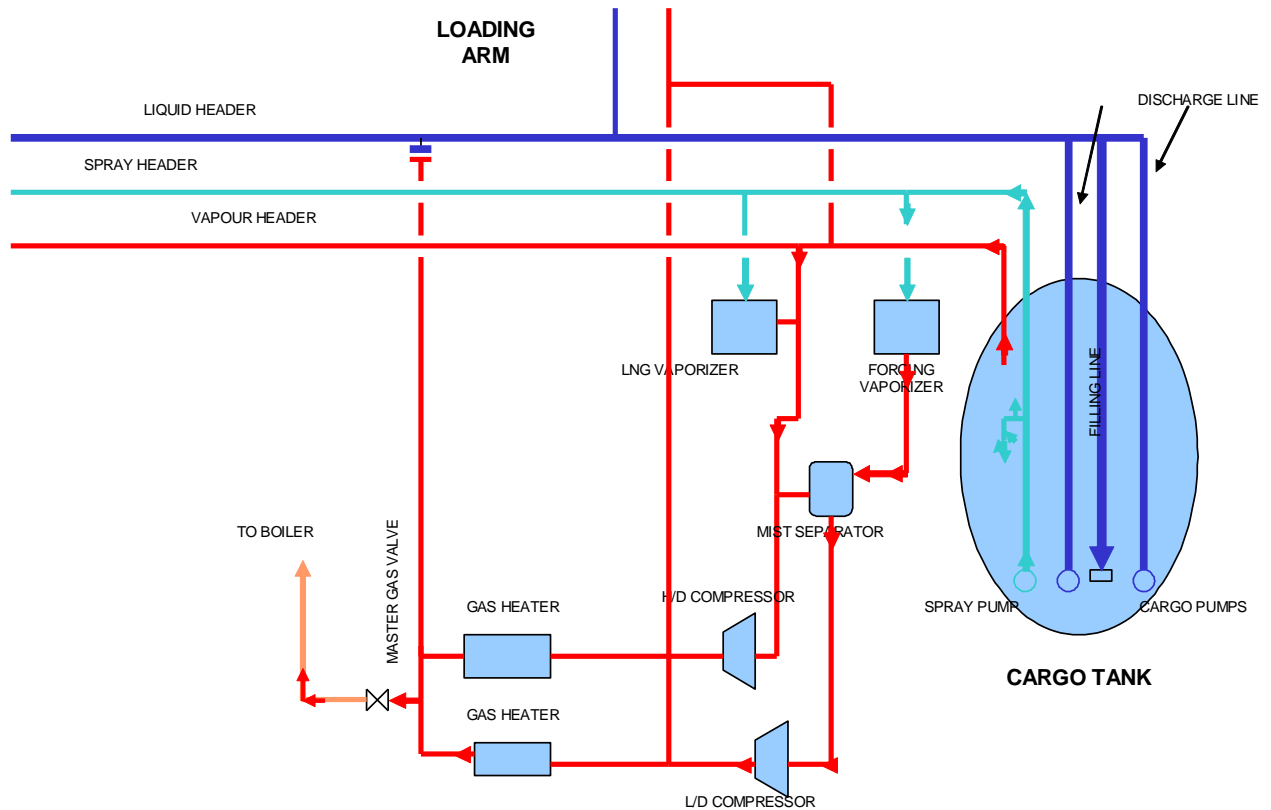 LOADING
ARM
LIQUID HEADER
DISCHARGE LINE
SPRAY HEADER
VAPOUR HEADER
LNG VAPORIZER
FORCING
VAPORIZER
FILLING LINE
TO BOILER
MASTER GAS VALVE
MIST SEPARATOR
GAS HEATER
H/D COMPRESSOR
SPRAY PUMP
CARGO PUMPS
CARGO TANK
GAS HEATER
L/D COMPRESSOR